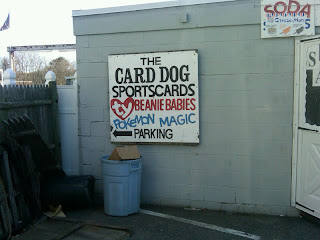 SODA
THE
CARD DOG
SPORTSCARDS
BEANIE BABIES
POKEMON MAGIC
PARKING